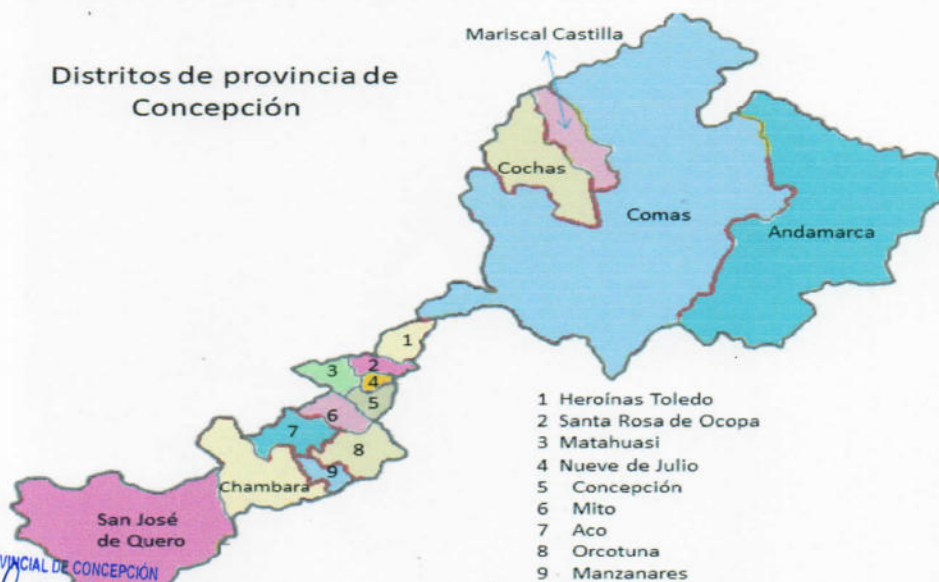 Distritos de provincia de
Concepción
Mariscal Castilla
Cochas
Comas
Andamarca
1
2
3
4
5
6
7
8
9
Chambara
San José
de Quero
1 Heroínas Toledo
2 Santa Rosa de Ocopa
3 Matahuasi
4 Nueve de Julio
5 Concepción
6 Mito
7 Aco
8 Orcotuna
9 Manzanares
VINCIAL DE CONCEPCIÓN